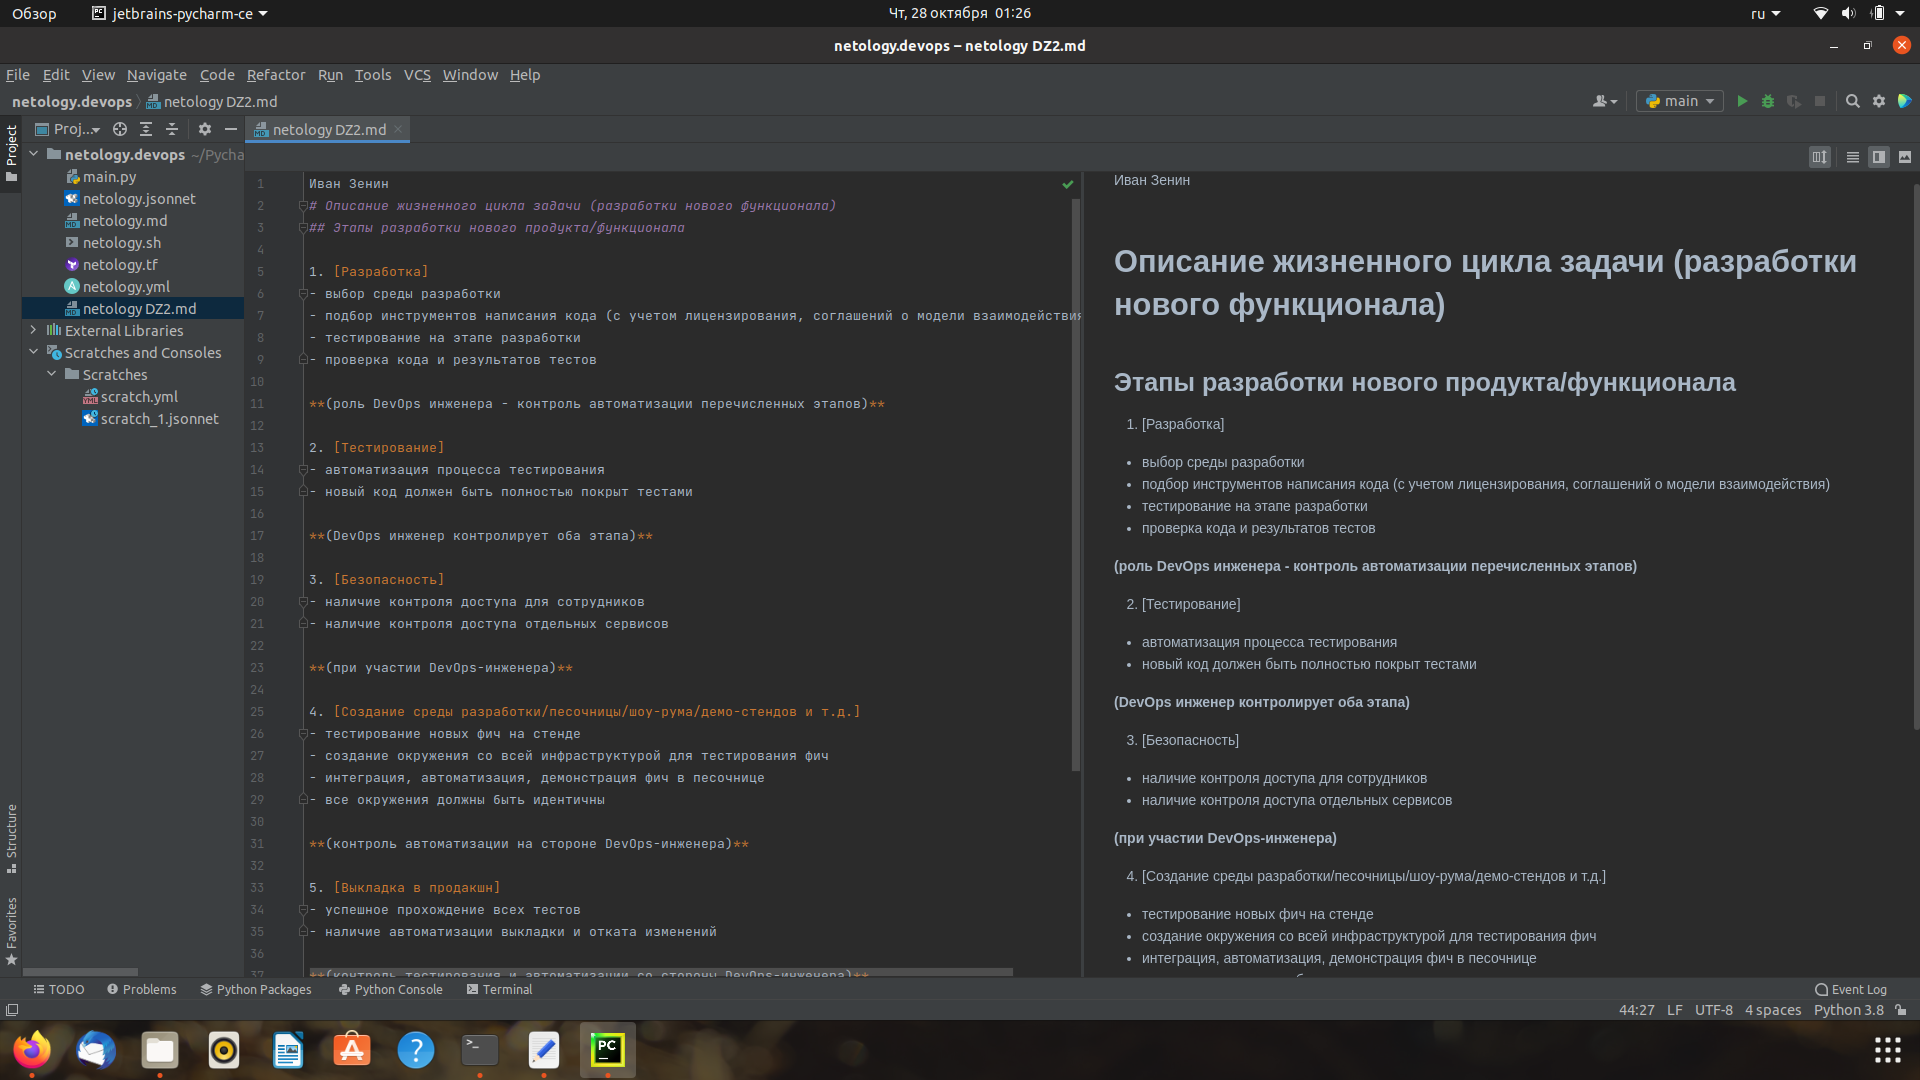 Обзор
jetbrains-pycharm-ce
Чт, 28 октября 01:26
ru
netology.devops – netology DZ2.md
File Edit View Navigate Code Refactor Run Tools VCS Window Help
netology.devops netology DZ2.md
main
Project
Proj...
netology.devops ~/Pycha
main.py
netology.jsonnet
netology.md
netology.sh
netology.tf
netology.yml
netology DZ2.md
External Libraries
Scratches and Consoles
Scratches
scratch.yml
scratch_1.jsonnet
Structure
Favorites
netology DZ2.md
1 Иван Зенин
2 # Описание жизненного цикла задачи (разработки нового функционала)
3 ## Этапы разработки нового продукта/функционала
4
5 1. [Разработка]
6 - выбор среды разработки
7 - подбор инструментов написания кода (с учетом лицензирования, соглашений о модели взаимодействия
8 - тестирование на этапе разработки
9 - проверка кода и результатов тестов
10
11 **(роль DevOps инженера - контроль автоматизации перечисленных этапов)**
12
13 2. [Тестирование]
14 - автоматизация процесса тестирования
15 - новый код должен быть полностью покрыт тестами
16
17 **(DevOps инженер контролирует оба этапа)**
18
19 3. [Безопасность]
20 - наличие контроля доступа для сотрудников
21 - наличие контроля доступа отдельных сервисов
22
23 **(при участии DevOps-инженера)**
24
25 4. [Создание среды разработки/песочницы/шоу-рума/демо-стендов и т.д.]
26 - тестирование новых фич на стенде
27 - создание окружения со всей инфраструктурой для тестирования фич
28 - интеграция, автоматизация, демонстрация фич в песочнице
29 - все окружения должны быть идентичны
30
31 **(контроль автоматизации на стороне DevOps-инженера)**
32
33 5. [Выкладка в продакшн]
34 - успешное прохождение всех тестов
35 - наличие автоматизации выкладки и отката изменений
36
37 **(контроль тестирования и автоматизации со стороны DevOps-инженера)**
Иван Зенин
Описание жизненного цикла задачи (разработки
нового функционала)
Этапы разработки нового продукта/функционала
1. [Разработка]
• выбор среды разработки
• подбор инструментов написания кода (с учетом лицензирования, соглашений о модели взаимодействия)
• тестирование на этапе разработки
• проверка кода и результатов тестов
(роль DevOps инженера - контроль автоматизации перечисленных этапов)
2. [Тестирование]
• автоматизация процесса тестирования
• новый код должен быть полностью покрыт тестами
(DevOps инженер контролирует оба этапа)
3. [Безопасность]
• наличие контроля доступа для сотрудников
• наличие контроля доступа отдельных сервисов
(при участии DevOps-инженера)
4. [Создание среды разработки/песочницы/шоу-рума/демо-стендов и т.д.]
• тестирование новых фич на стенде
• создание окружения со всей инфраструктурой для тестирования фич
• интеграция, автоматизация, демонстрация фич в песочнице
TODO Problems Python Packages Python Console Terminal
Event Log
44:27 LF UTF-8 4 spaces Python 3.8
PC